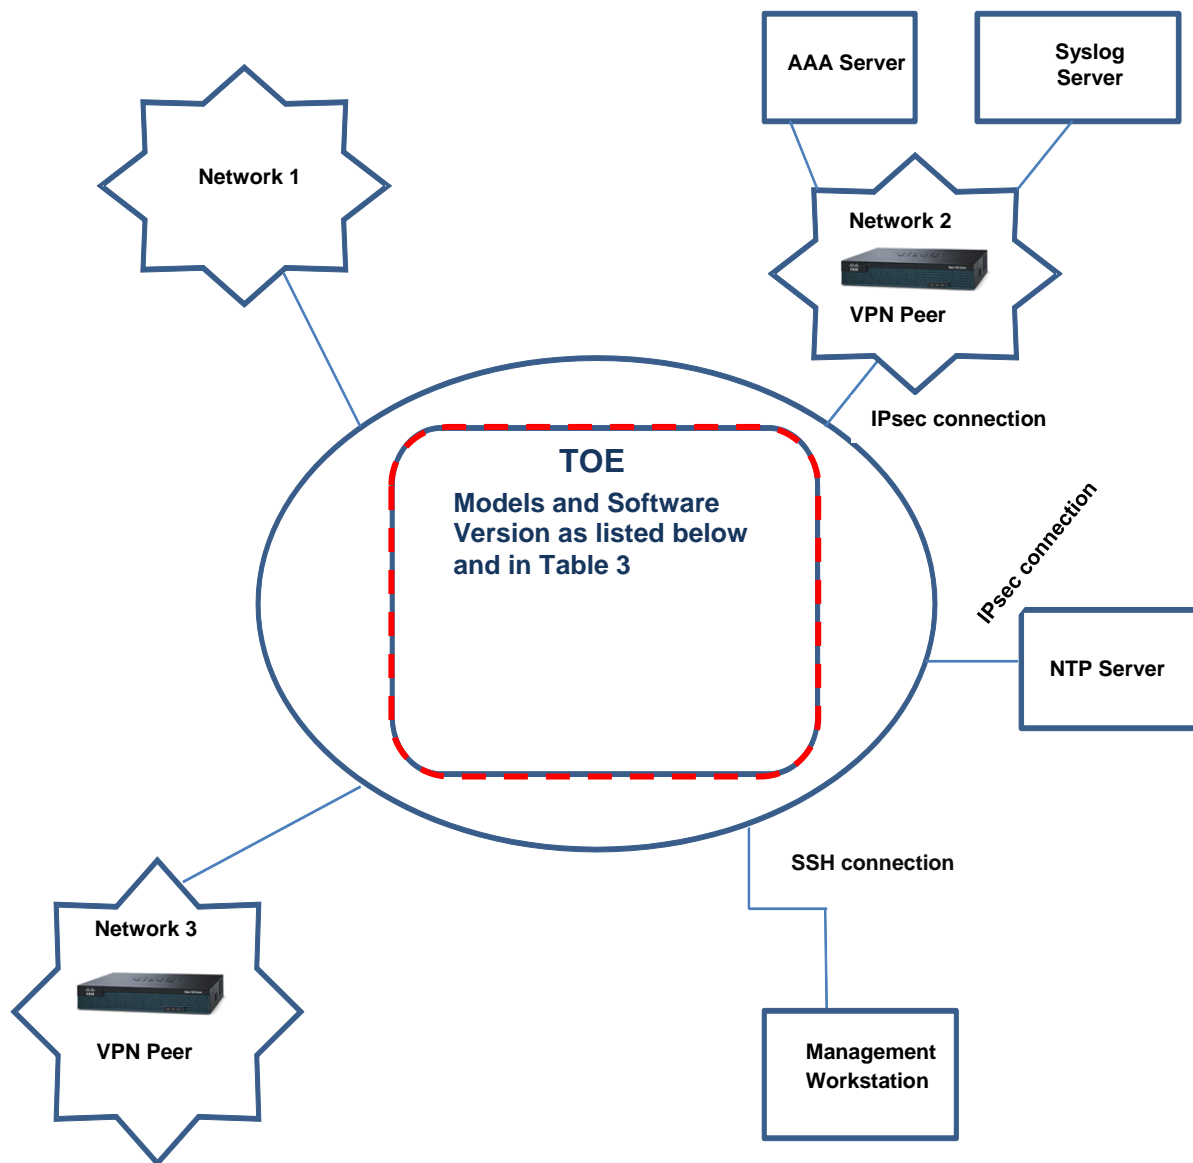 AAA Server
Syslog
Server
Network 1
Network 2
VPN Peer
IPsec connection
TOE
Models and Software
Version as listed below
and in Table 3
IPsec connection
NTP Server
SSH connection
Network 3
VPN Peer
Management
Workstation